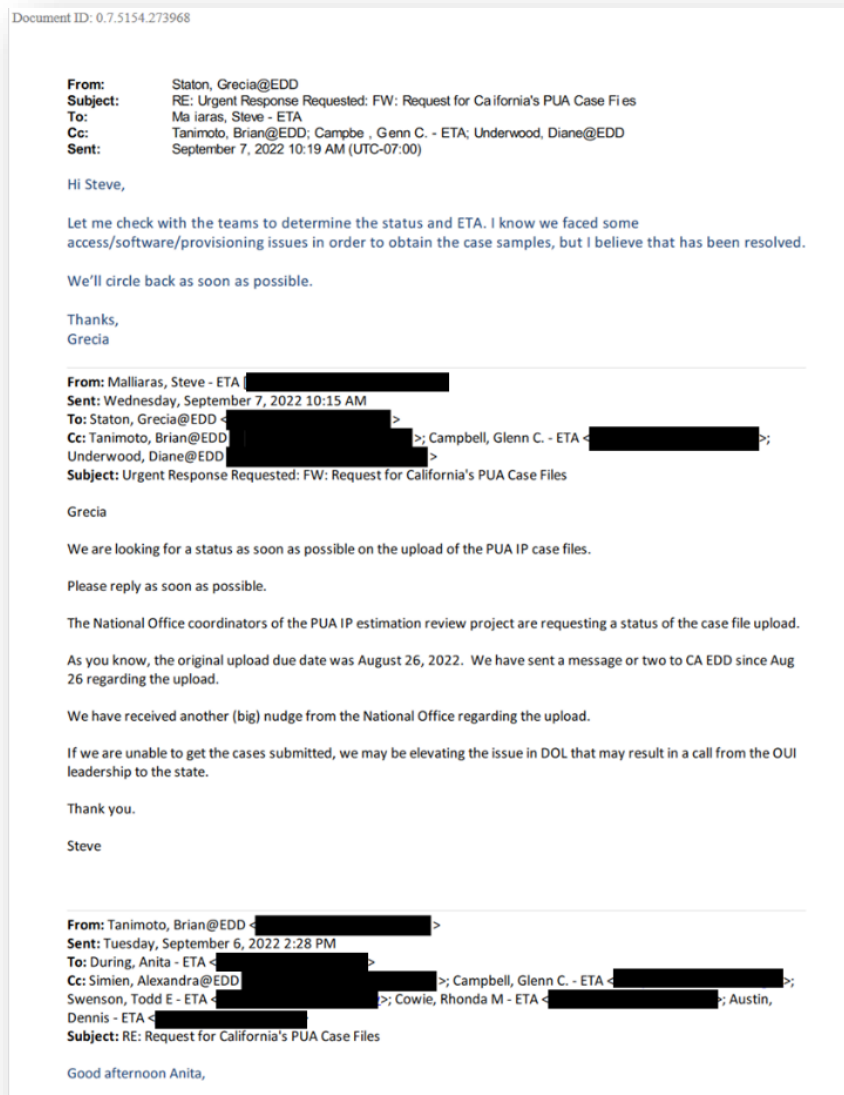 Document ID: 0.7.5154.273968
From: Staton, Grecia@EDD
Subject: RE: Urgent Response Requested: FW: Request for Ca ifornia's PUA Case Fi es
To: Ma iaras, Steve - ETA
Cc: Tanimoto, Brian@EDD; Campbe , G enn C. - ETA; Underwood, Diane@EDD
Sent: September 7, 2022 10:19 AM (UTC-07:00)
Hi Steve,
Let me check with the teams to determine the status and ETA. I know we faced some
access/software/provisioning issues in order to obtain the case samples, but I believe that has been resolved.
We'll circle back as soon as possible.
Thanks,
Grecia
From: Malliaras, Steve - ETA [
Sent: Wednesday, September 7, 2022 10:15 AM
To: Staton, Grecia@EDD < >
Cc: Tanimoto, Brian@EDD >; Campbell, Glenn C. - ETA < >;
Underwood, Diane@EDD >
Subject: Urgent Response Requested: FW: Request for California's PUA Case Files
Grecia
We are looking for a status as soon as possible on the upload of the PUA IP case files.
Please reply as soon as possible.
The National Office coordinators of the PUA IP estimation review project are requesting a status of the case file upload.
As you know, the original upload due date was August 26, 2022.  We have sent a message or two to CA EDD since Aug
26 regarding the upload.
We have received another (big) nudge from the National Office regarding the upload.
If we are unable to get the cases submitted, we may be elevating the issue in DOL that may result in a call from the OUI
leadership to the state.
Thank you.
Steve
From: Tanimoto, Brian@EDD < >
Sent: Tuesday, September 6, 2022 2:28 PM
To: During, Anita - ETA < >
Cc: Simien, Alexandra@EDD >; Campbell, Glenn C. - ETA < >;
Swenson, Todd E - ETA < >; Cowie, Rhonda M - ETA < >; Austin,
Dennis - ETA <
Subject: RE: Request for California's PUA Case Files
Good afternoon Anita,